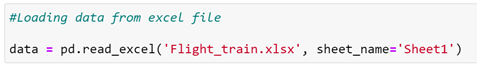 #Loading data from excel file
data = pd.read_excel('Flight_train.xlsx', sheet_name='Sheet1')